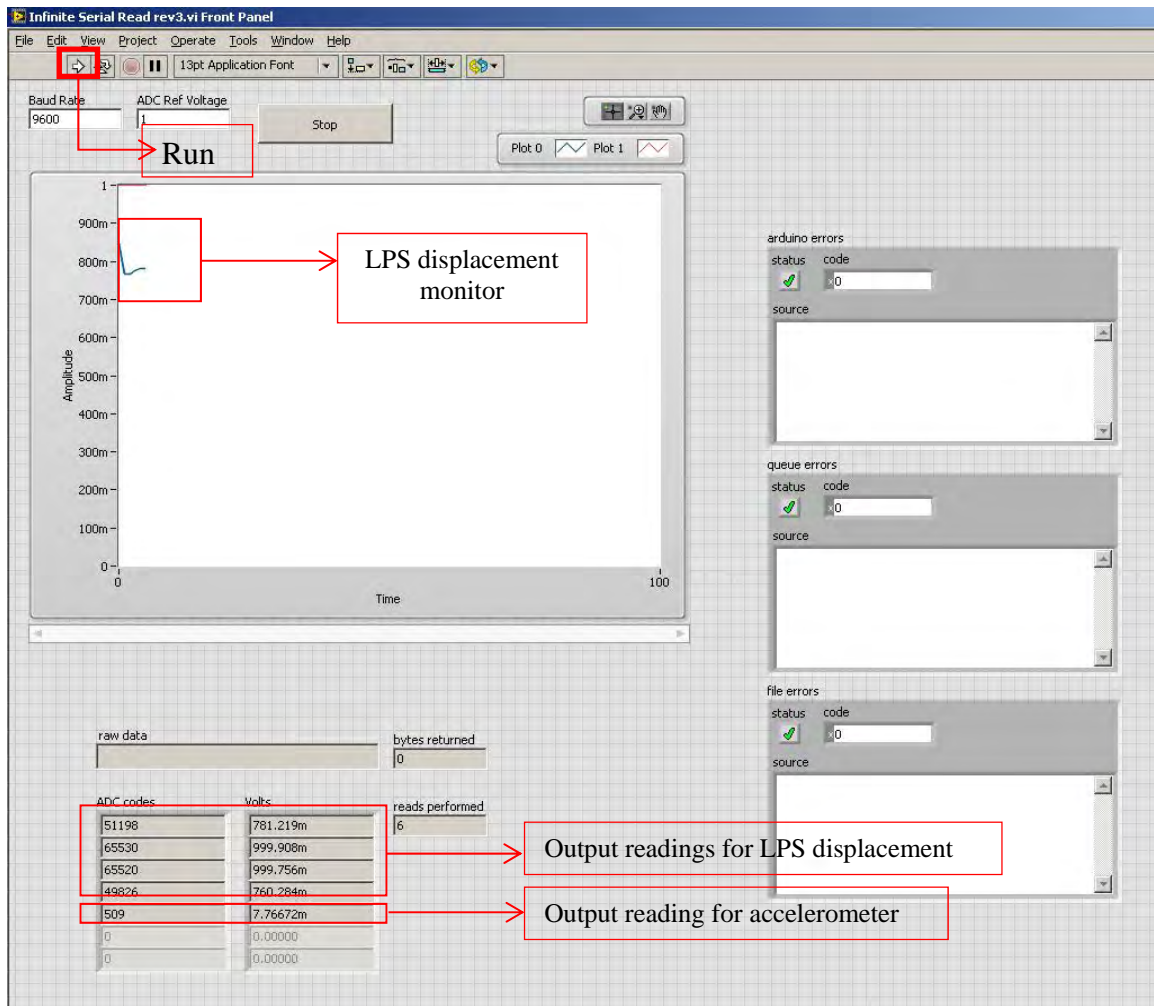 Infinite Serial Read rev3.vi Front Panel
File Edit View Project Operate Tools Window Help
13pt Application Font
Baud Rate
9600
ADC Ref Voltage
1
Stop
Run
Plot 0
Plot 1
1
900m
800m
700m
600m
500m
400m
300m
200m
100m
0
Amplitude
0
100
Time
LPS displacement
monitor
arduino errors
status
code
0
source
queue errors
status
code
0
source
file errors
status
code
0
source
raw data
bytes returned
0
ADC codes
Volts
reads performed
6
51198
781.219m
65530
999.908m
65520
999.756m
49826
760.284m
509
7.76672m
0
0.00000
0
0.00000
Output readings for LPS displacement
Output reading for accelerometer